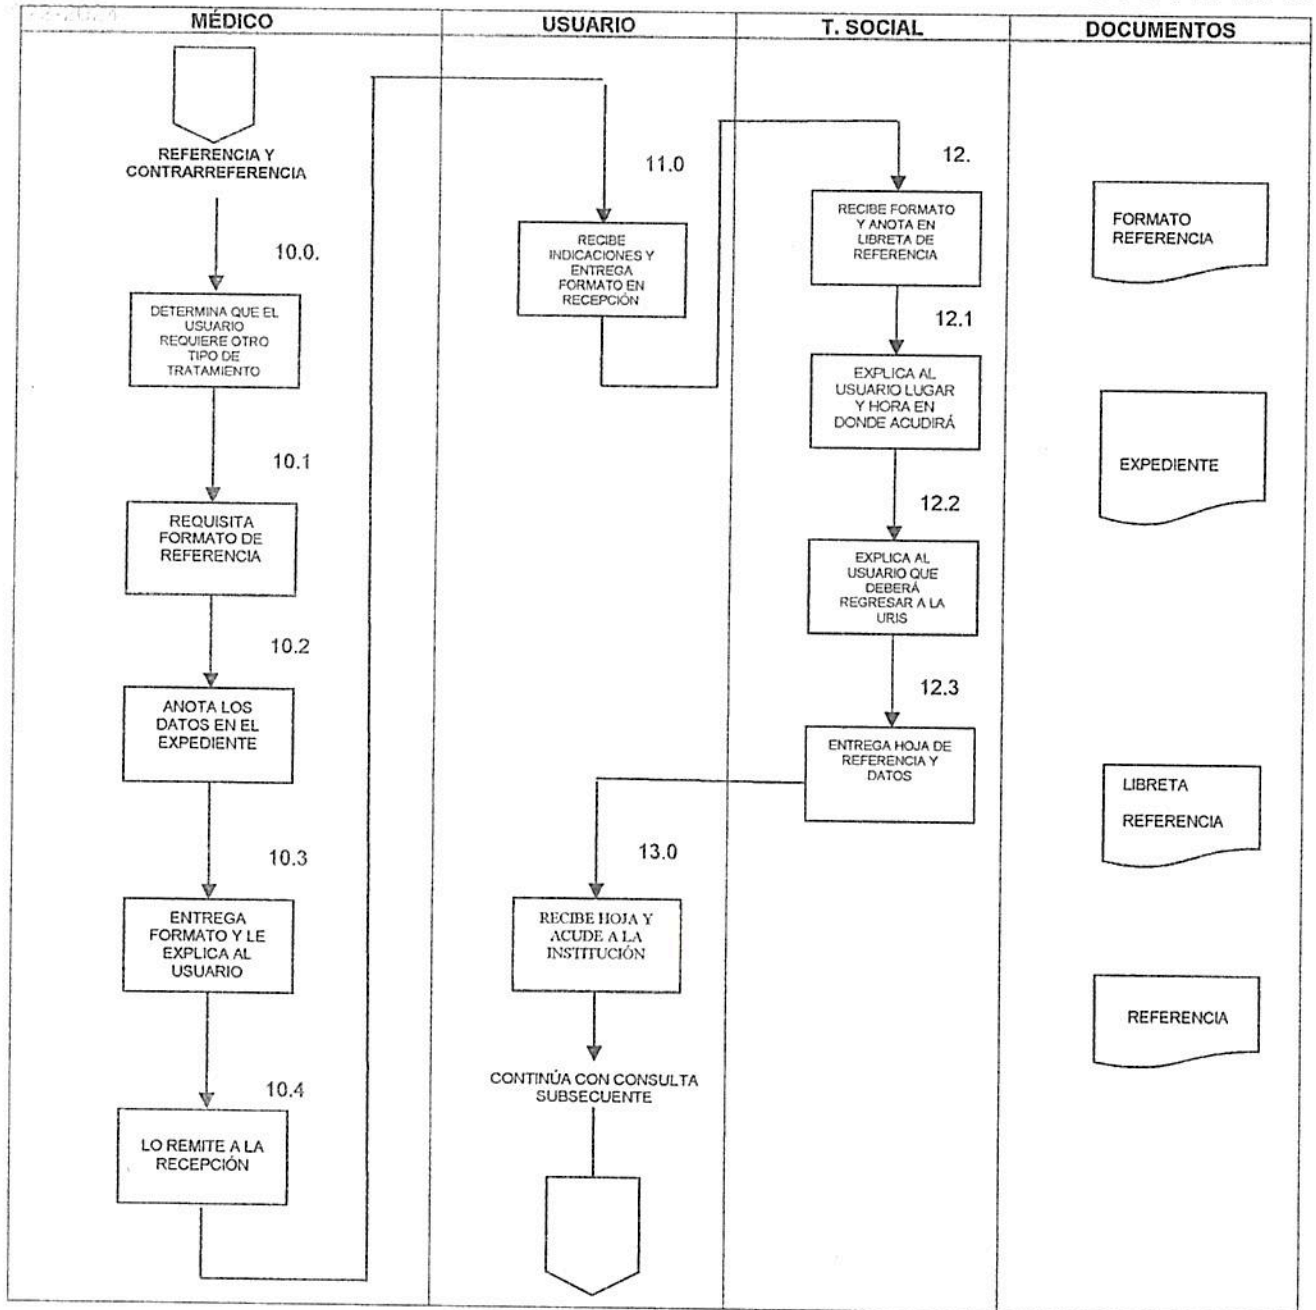 MÉDICO
USUARIO
T. SOCIAL
DOCUMENTOS
REFERENCIA Y
CONTRARREFERENCIA
10.0.
DETERMINA QUE EL
USUARIO
REQUIERE OTRO
TIPO DE
TRATAMIENTO
10.1
REQUISITA
FORMATO DE
REFERENCIA
10.2
ANOTA LOS
DATOS EN EL
EXPEDIENTE
10.3
ENTREGA
FORMATO Y LE
EXPLICA AL
USUARIO
10.4
LO REMITE A LA
RECEPCIÓN
11.0
RECIBE
INDICACIONES Y
ENTREGA
FORMATO EN
RECEPCIÓN
12.
RECIBE FORMATO
Y ANOTA EN
LIBRETA DE
REFERENCIA
12.1
EXPLICA AL
USUARIO LUGAR
Y HORA EN
DONDE ACUDIRÁ
12.2
EXPLICA AL
USUARIO QUE
DEBERÁ
REGRESAR A LA
URIS
12.3
ENTREGA HOJA DE
REFERENCIA Y
DATOS
13.0
RECIBE HOJA Y
ACUDE A LA
INSTITUCIÓN
CONTINÚA CON CONSULTA
SUBSECUENTE
FORMATO
REFERENCIA
EXPEDIENTE
LIBRETA
REFERENCIA
REFERENCIA